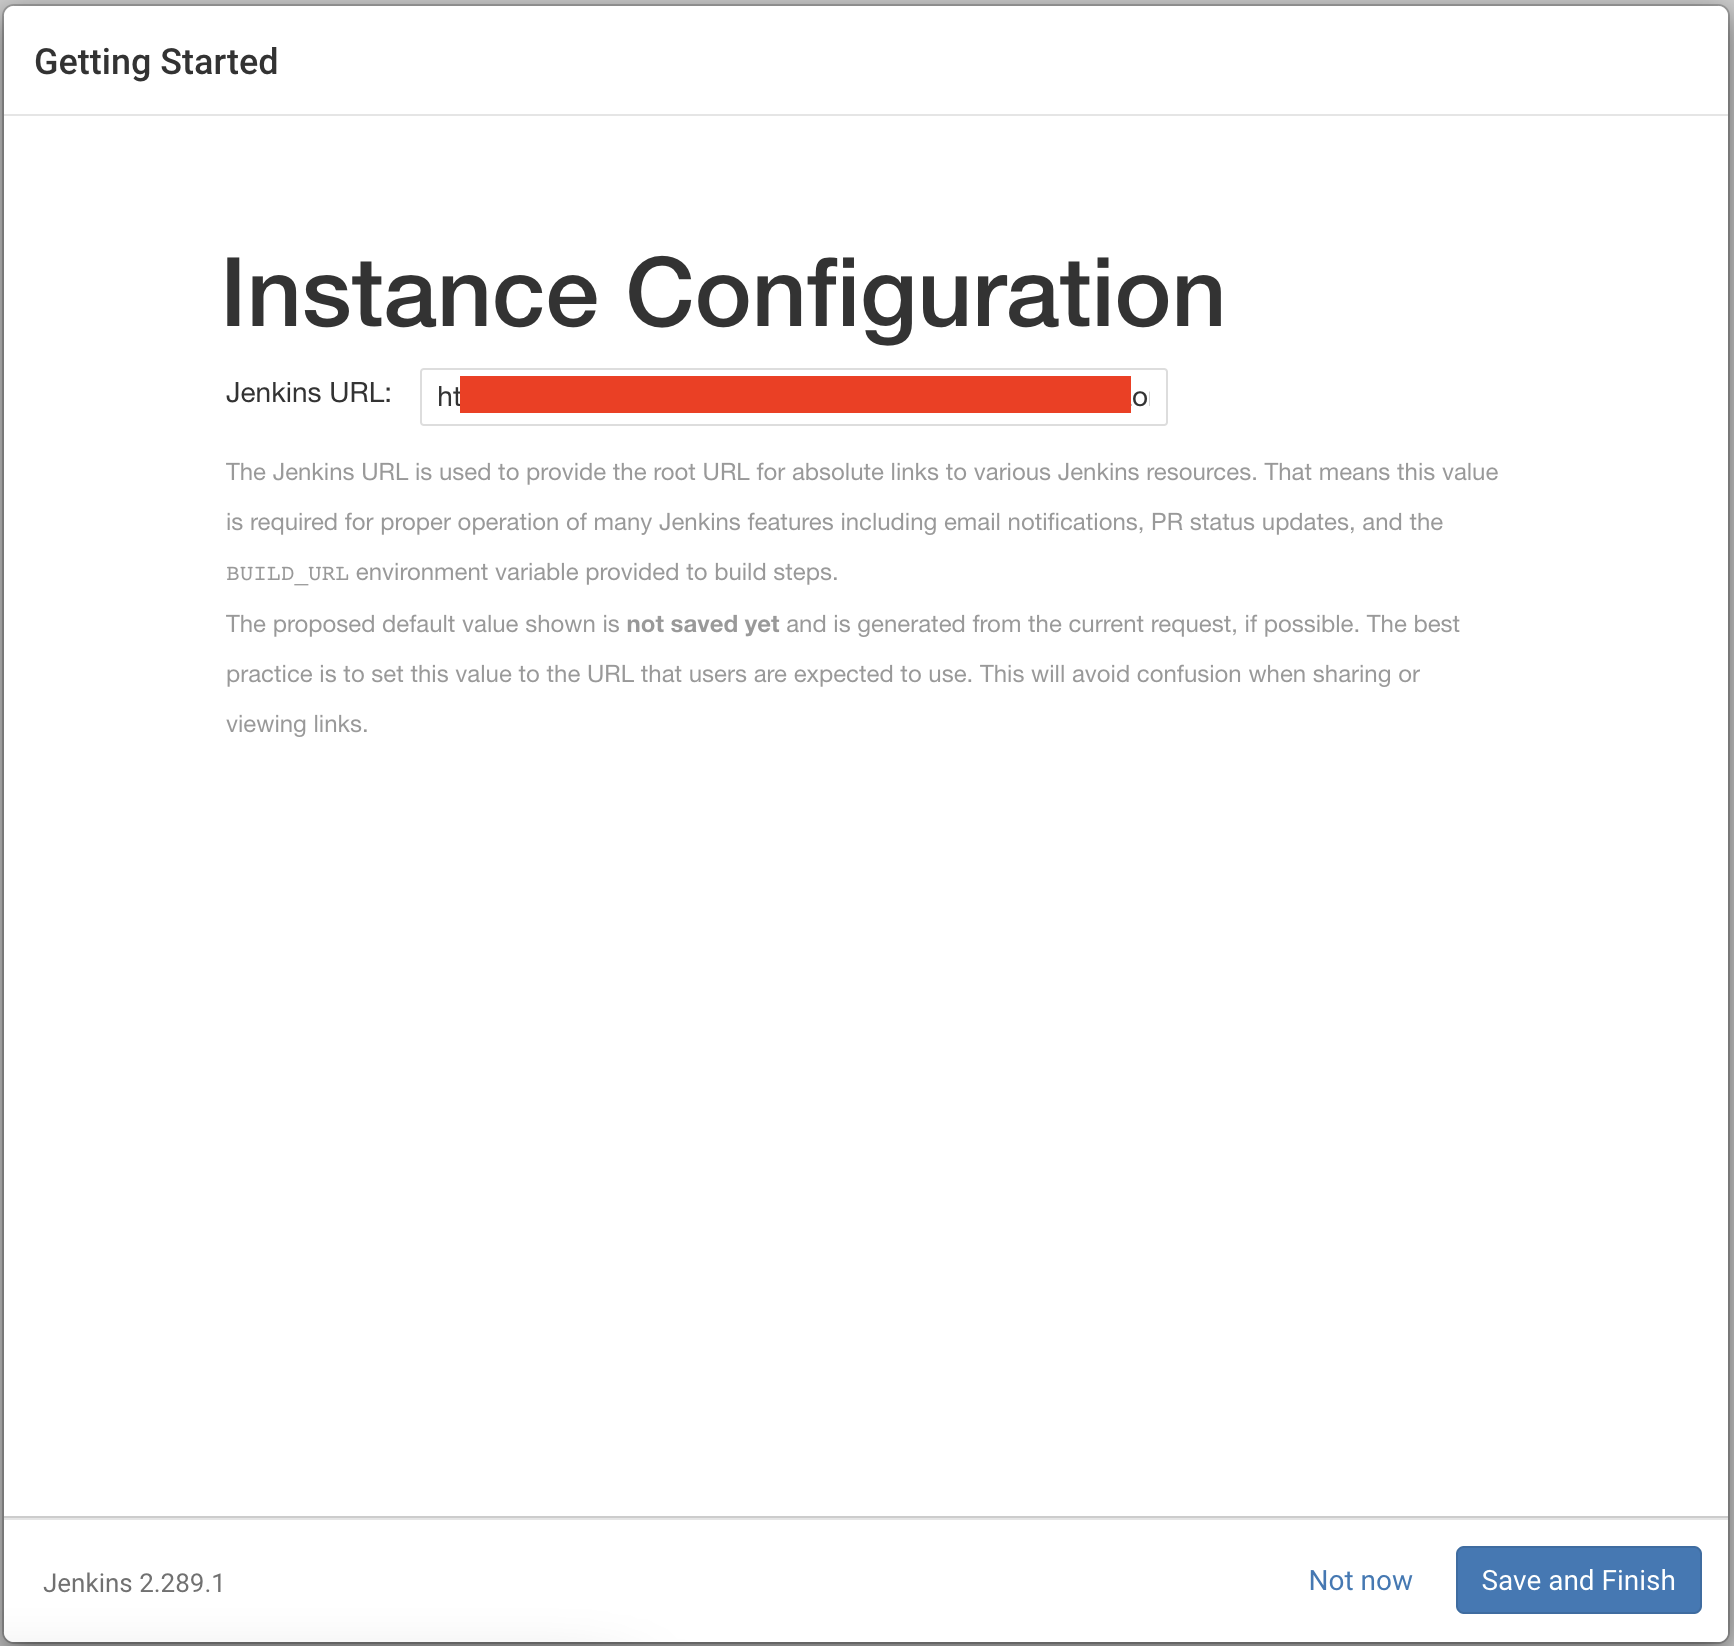 Getting Started
Instance Configuration
Jenkins URL: ht o
The Jenkins URL is used to provide the root URL for absolute links to various Jenkins resources. That means this value
is required for proper operation of many Jenkins features including email notifications, PR status updates, and the
BUILD_URL environment variable provided to build steps.
The proposed default value shown is not saved yet and is generated from the current request, if possible. The best
practice is to set this value to the URL that users are expected to use. This will avoid confusion when sharing or
viewing links.
Jenkins 2.289.1
Not now
Save and Finish